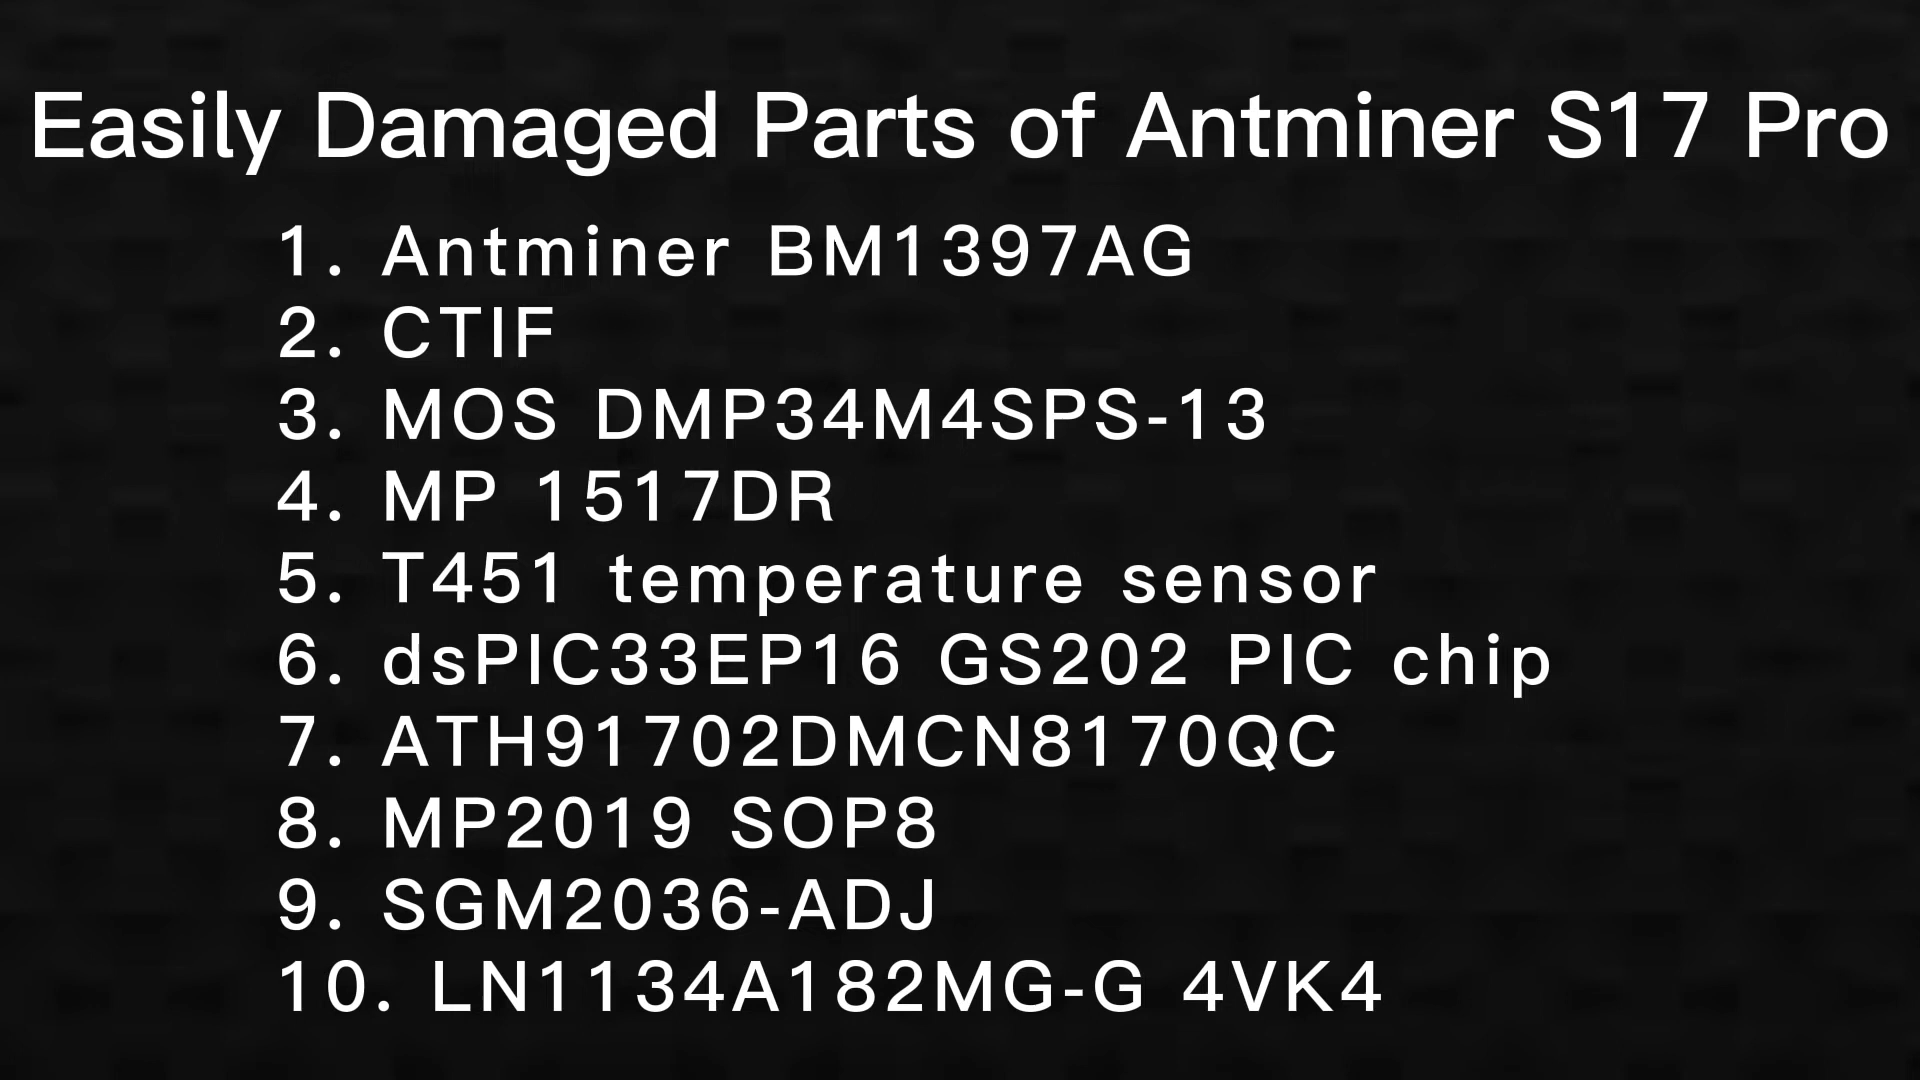 Easily Damaged Parts of Antminer S17 Pro
1. Antminer BM1397AG
2. CTIF
3. MOS DMP34M4SPS-13
4. MP 1517DR
5. T451 temperature sensor
6. dsPIC33EP16 GS202 PIC chip
7. ATH91702DMCN8170QC
8. MP2019 SOP8
9. SGM2036-ADJ
10. LN1134A182MG-G 4VK4